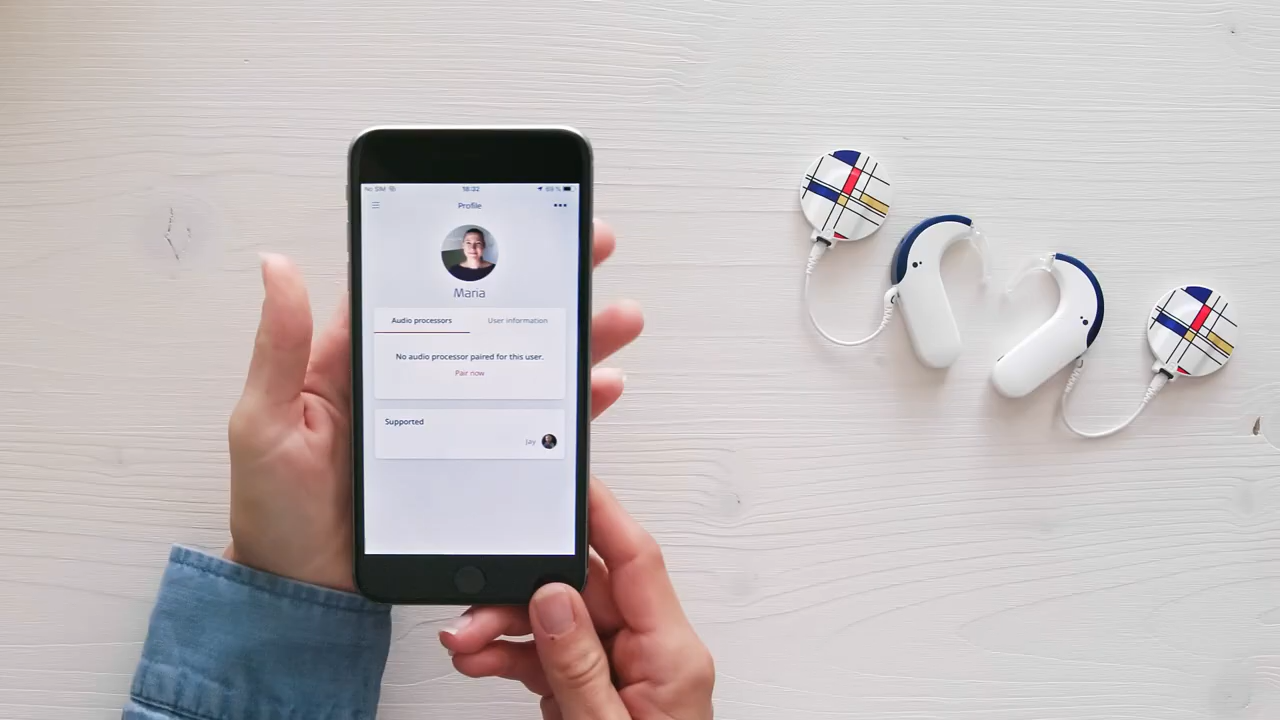 No SIM
18:32
69 %
Profile
Maria
Audio processors
User information
No audio processor paired for this user.
Pair now
Supported
Jay